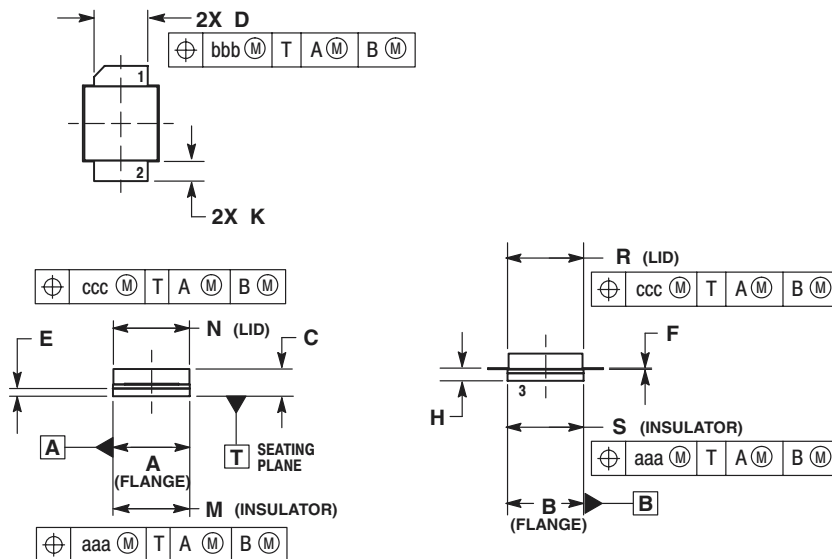 2X D
⌖ bbb Ⓜ T A Ⓜ B Ⓜ
1
2
2X K
⌖ ccc Ⓜ T A Ⓜ B Ⓜ
R (LID)
⌖ ccc Ⓜ T A Ⓜ B Ⓜ
E
N (LID)
C
F
H
3
A
A
(FLANGE)
T SEATING
PLANE
M (INSULATOR)
⌖ aaa Ⓜ T A Ⓜ B Ⓜ
S (INSULATOR)
⌖ aaa Ⓜ T A Ⓜ B Ⓜ
B
(FLANGE)
B